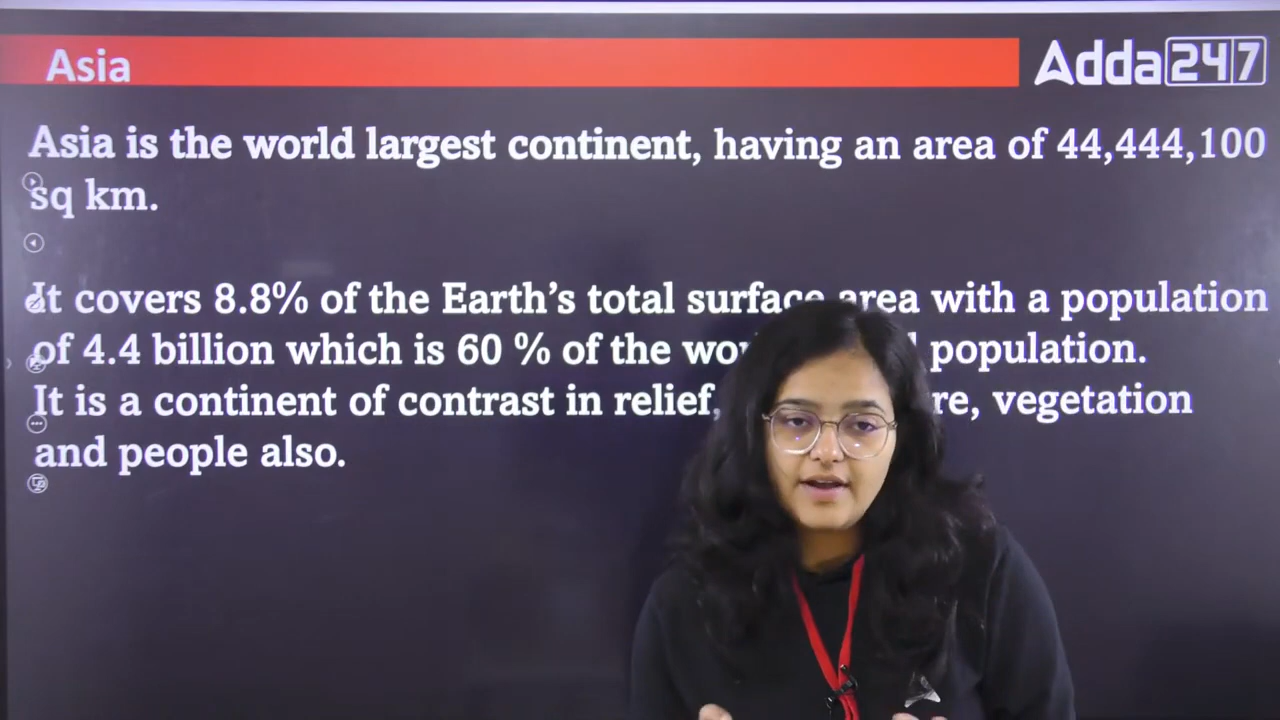 Asia
Adda247
Asia is the world largest continent, having an area of 44,444,100
sq km.
It covers 8.8% of the Earth's total surface area with a population
of 4.4 billion which is 60 % of the population.
It is a continent of contrast in relief, vegetation
and people also.